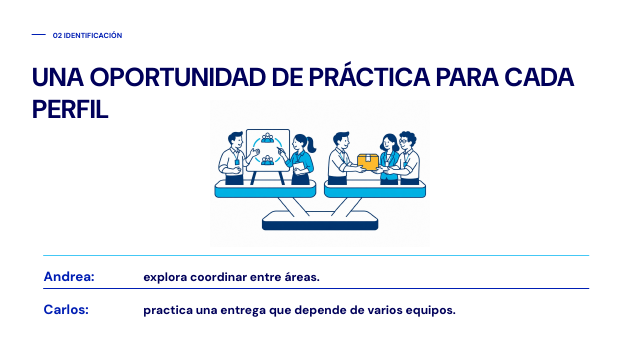 02 IDENTIFICACIÓN
UNA OPORTUNIDAD DE PRÁCTICA PARA CADA
PERFIL
Andrea: explora coordinar entre áreas.
Carlos: practica una entrega que depende de varios equipos.